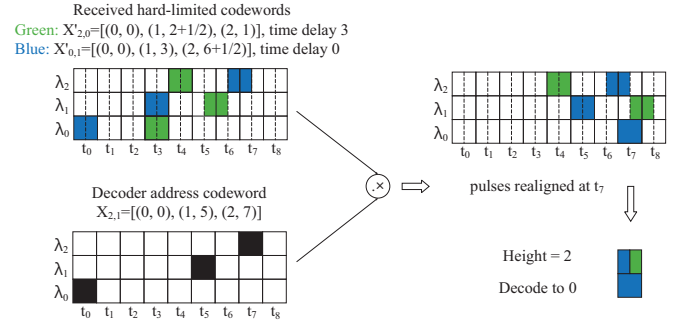 Received hard-limited codewords
Green: X'2,0=[(0, 0), (1, 2+1/2), (2, 1)], time delay 3
Blue: X'0,1=[(0, 0), (1, 3), (2, 6+1/2)], time delay 0
λ2
λ1
λ0
t0 t1 t2 t3 t4 t5 t6 t7 t8
Decoder address codeword
X2,1=[(0, 0), (1, 5), (2, 7)]
λ2
λ1
λ0
t0 t1 t2 t3 t4 t5 t6 t7 t8
.×
λ2
λ1
λ0
t0 t1 t2 t3 t4 t5 t6 t7 t8
pulses realigned at t7
Height = 2
Decode to 0